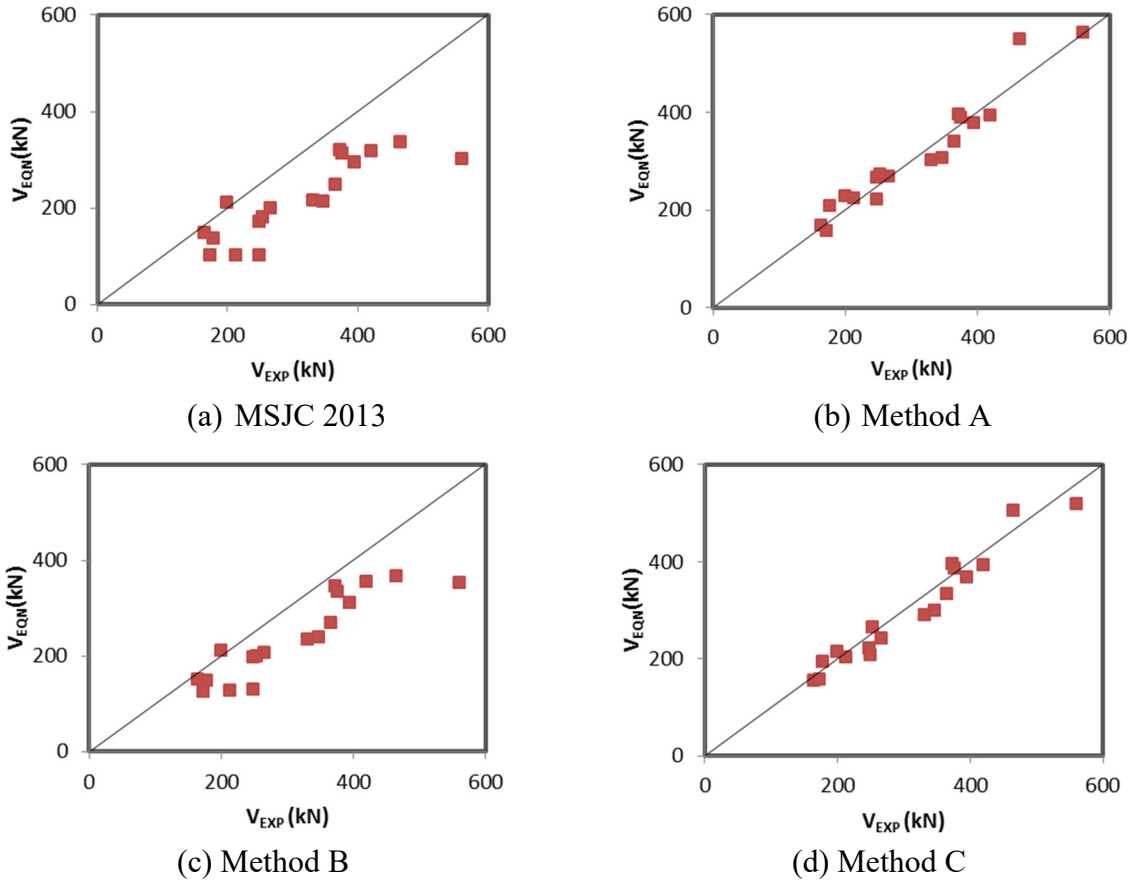 600
400
200
0
V_EQN(kN)
0 200 400 600
V_EXP (kN)
(a) MSJC 2013
600
400
200
0
V_EQN(kN)
0 200 400 600
V_EXP (kN)
(b) Method A
600
400
200
0
V_EQN(kN)
0 200 400 600
V_EXP (kN)
(c) Method B
600
400
200
0
V_EQN(kN)
0 200 400 600
V_EXP (kN)
(d) Method C